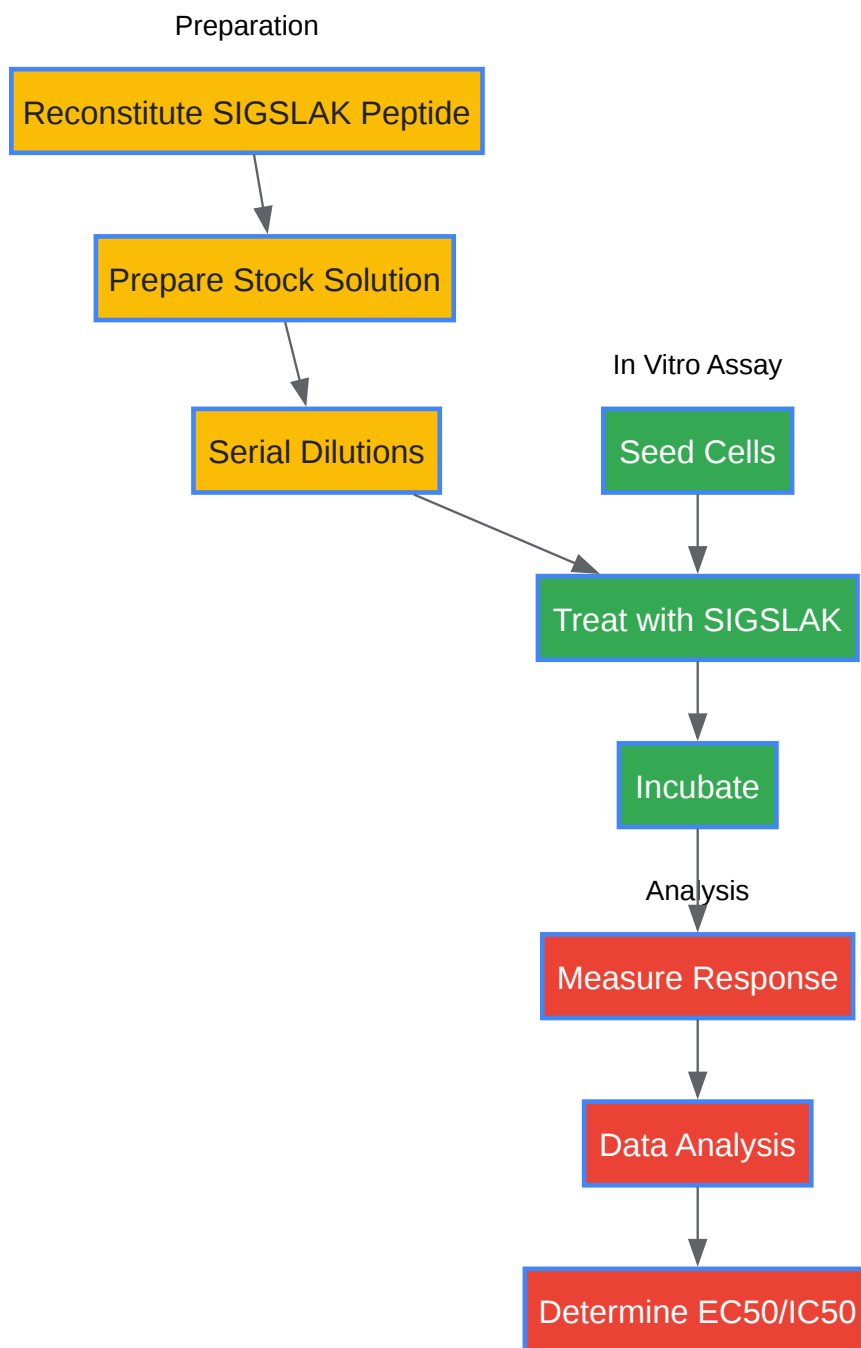 Preparation
Reconstitute SIGSLAK Peptide
Prepare Stock Solution
Serial Dilutions
In Vitro Assay
Seed Cells
Treat with SIGSLAK
Incubate
Analysis
Measure Response
Data Analysis
Determine EC50/IC50